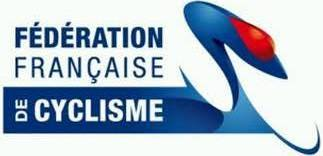 FÉDÉRATION
FRANÇAISE
DE CYCLISME